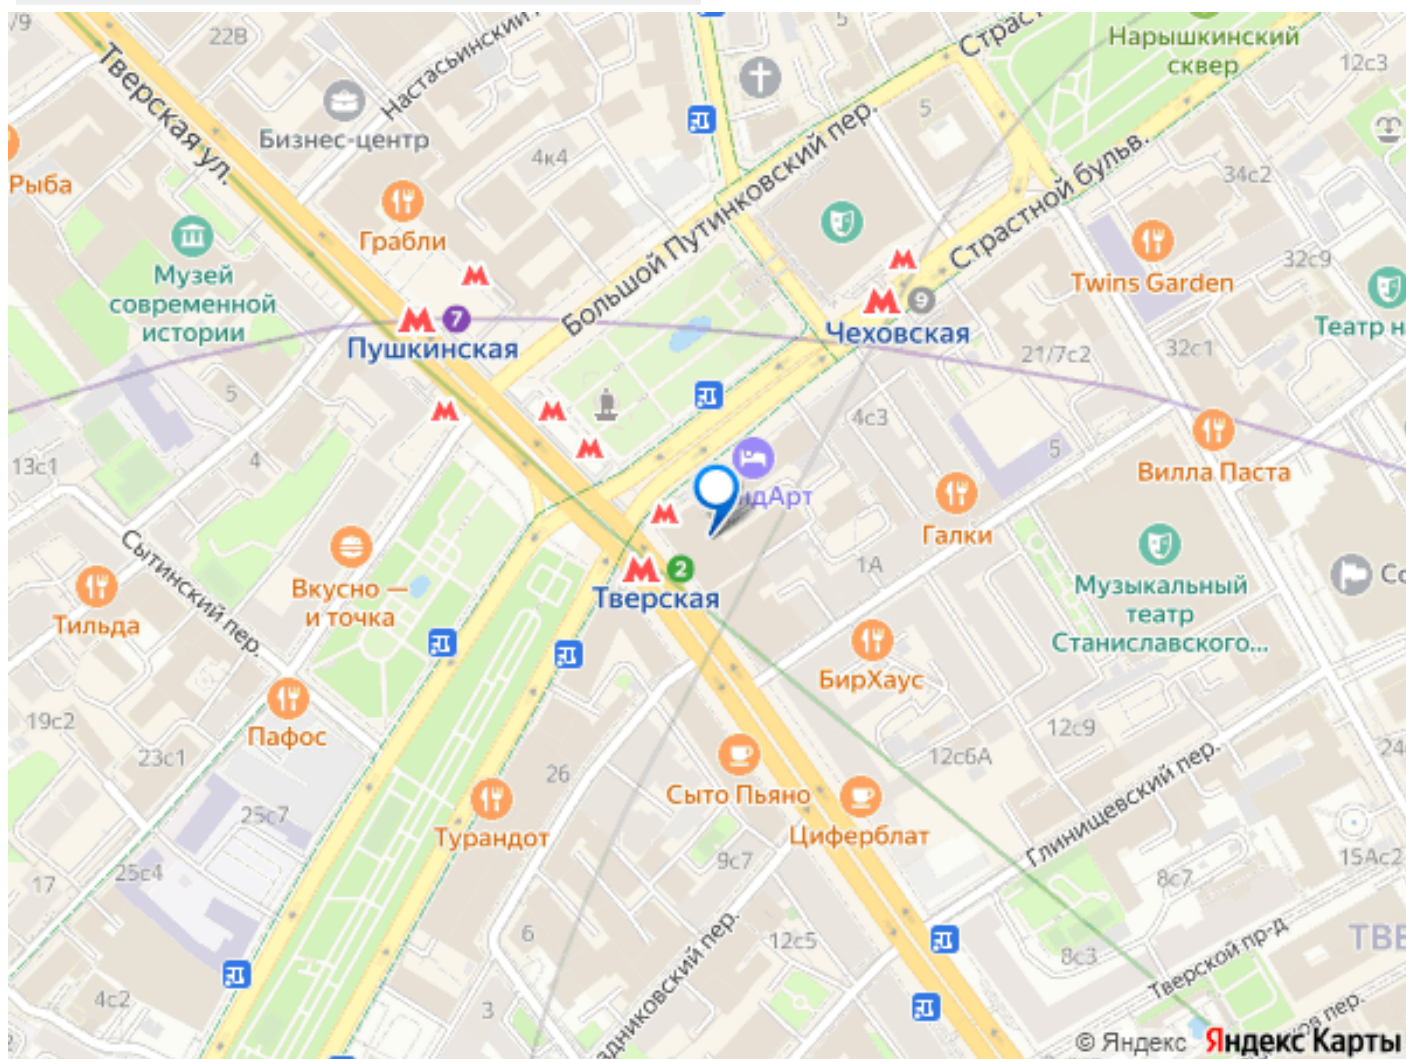 22В
Настасьинский
Тверская ул.
Бизнес-центр
Рыба
4к4
Грабли
Музей
современной
истории
7
Пушкинская
Большой Путинковский пер.
5
5
Нарышкинский
сквер
12с3
34с2
Страстной бульв.
Twins Garden
32с9
9
Чеховская
21/7с2
32с1
5
4
13с1
4с3
5
Вилла Паста
Галки
1А
2
Тверская
Вкусно —
и точка
Сытинский пер.
Тильда
Музыкальный
театр
Станиславского...
БирХаус
Пафос
19с2
23с1
12с9
12с6А
26
Сыто Пьяно
Турандот
Циферблат
Глинищевский пер.
25с7
9с7
15Ас2
25с4
17
8с7
6
12с5
8с3
Тверской пр-д
4с2
3
© Яндекс Яндекс Карты